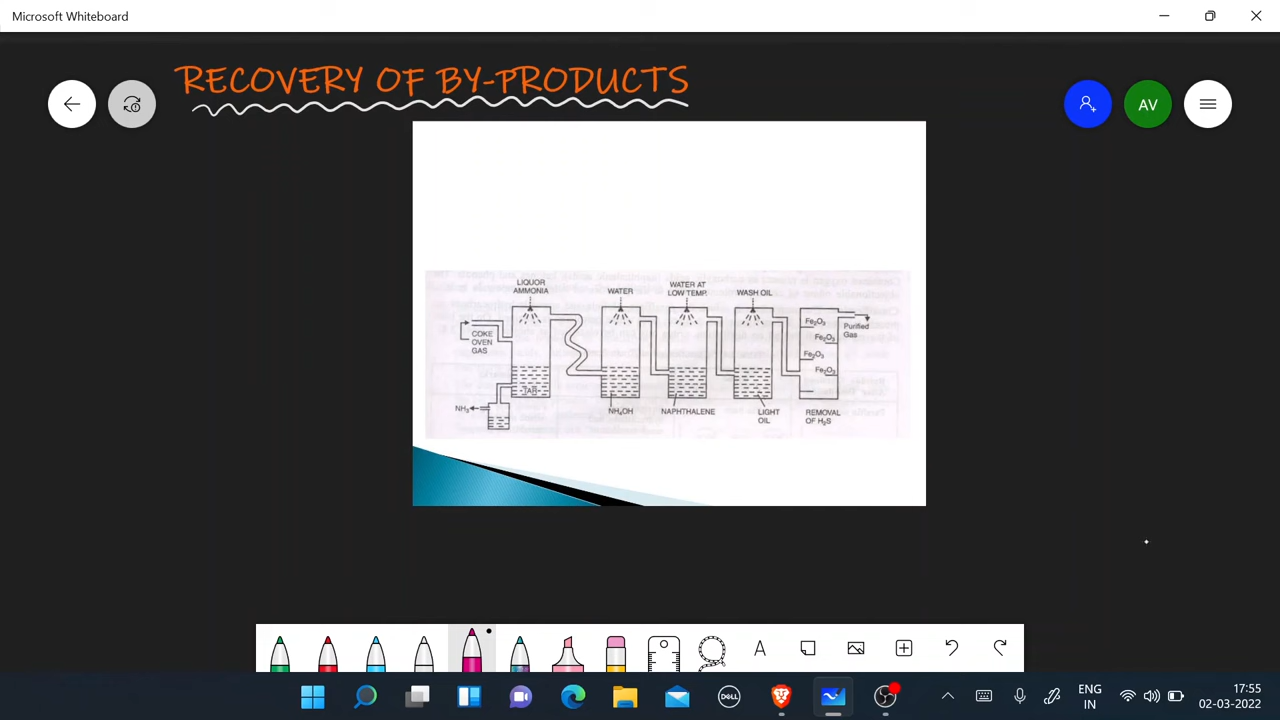 Microsoft Whiteboard
RECOVERY OF BY-PRODUCTS
AV
LIQUOR
AMMONIA
WATER
WATER AT
LOW TEMP.
WASH OIL
COKE
OVEN
GAS
Fe₂O₃
Fe₂O₃
Fe₂O₃
Fe₂O₃
Purified
Gas
TAR
NH₃
NH₄OH
NAPHTHALENE
LIGHT
OIL
REMOVAL
OF H₂S
A
DELL
ENG
IN
17:55
02-03-2022